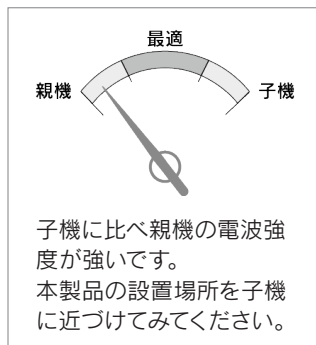 最適
親機 子機
子機に比べ親機の電波強
度が強いです。
本製品の設置場所を子機
に近づけてみてください。